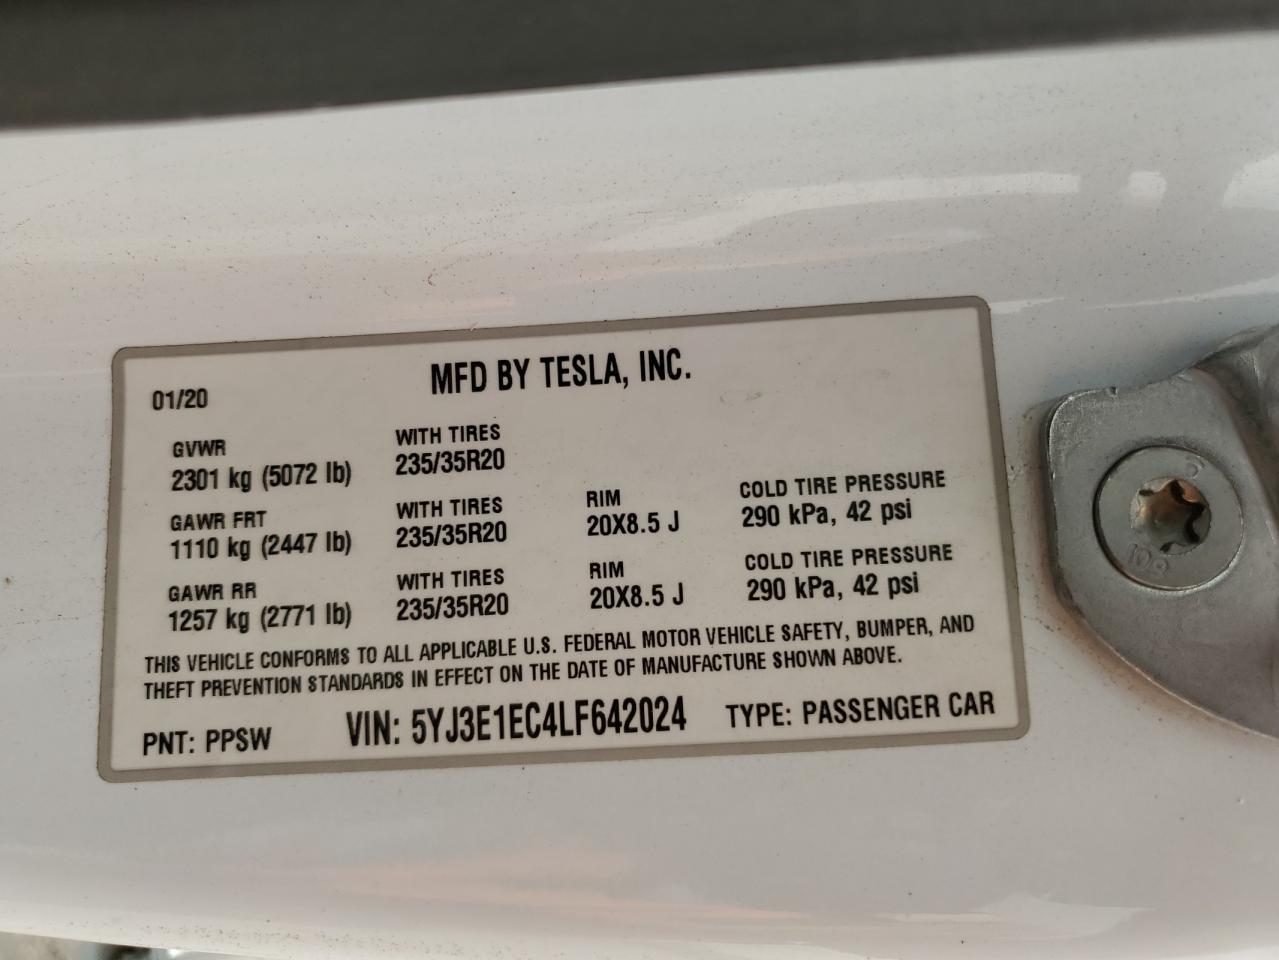 MFD BY TESLA, INC.
01/20
GVWR WITH TIRES
2301 kg (5072 lb) 235/35R20
GAWR FRT WITH TIRES RIM COLD TIRE PRESSURE
1110 kg (2447 lb) 235/35R20 20X8.5 J 290 kPa, 42 psi
GAWR RR WITH TIRES RIM COLD TIRE PRESSURE
1257 kg (2771 lb) 235/35R20 20X8.5 J 290 kPa, 42 psi
THIS VEHICLE CONFORMS TO ALL APPLICABLE U.S. FEDERAL MOTOR VEHICLE SAFETY, BUMPER, AND
THEFT PREVENTION STANDARDS IN EFFECT ON THE DATE OF MANUFACTURE SHOWN ABOVE.
PNT: PPSW VIN: 5YJ3E1EC4LF642024 TYPE: PASSENGER CAR